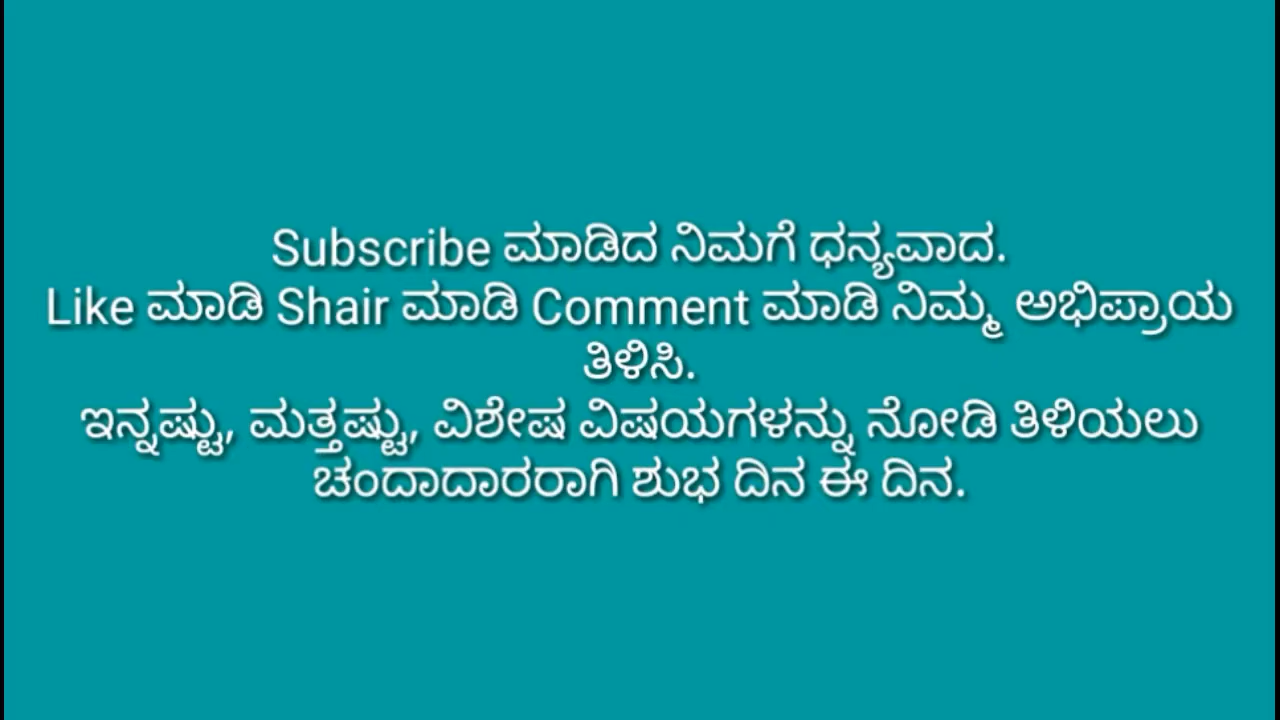 Subscribe ಮಾಡಿದ ನಿಮಗೆ ಧನ್ಯವಾದ.
Like ಮಾಡಿ Shair ಮಾಡಿ Comment ಮಾಡಿ ನಿಮ್ಮ ಅಭಿಪ್ರಾಯ
ತಿಳಿಸಿ.
ಇನ್ನಷ್ಟು, ಮತ್ತಷ್ಟು, ವಿಶೇಷ ವಿಷಯಗಳನ್ನು ನೋಡಿ ತಿಳಿಯಲು
ಚಂದಾದಾರರಾಗಿ ಶುಭ ದಿನ ಈ ದಿನ.